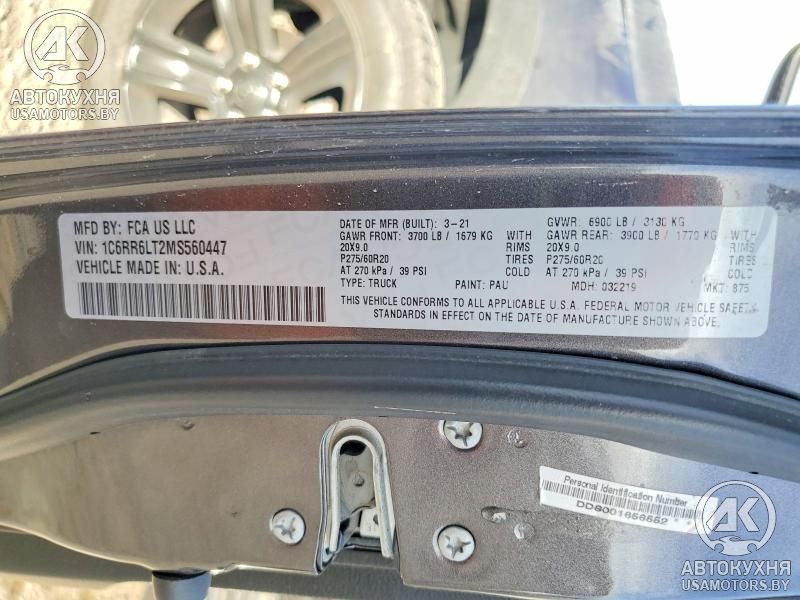 AK
АВТОКУХНЯ
USAMOTORS.BY
MFD BY: FCA US LLC
VIN: 1C6RR6LT2MS560447
VEHICLE MADE IN U.S.A.
DATE OF MFR (BUILT): 3-21 GVWR: 6900 LB / 3130 KG
GAWR FRONT: 3700 LB / 1679 KG WITH GAWR REAR: 3900 LB / 1770 KG WITH
20X9.0 RIMS 20X9.0 RIMS
P275/60R20 TIRES P275/60R20 TIRES
AT 270 kPa / 39 PSI COLD AT 270 kPa / 39 PSI COLD
TYPE: TRUCK PAINT: PAU MDH: 032219 MKT: 875
THIS VEHICLE CONFORMS TO ALL APPLICABLE U.S.A. FEDERAL MOTOR VEHICLE SAFETY
STANDARDS IN EFFECT ON THE DATE OF MANUFACTURE SHOWN ABOVE.
Personal Identification Number
AK
АВТОКУХНЯ
USAMOTORS.BY